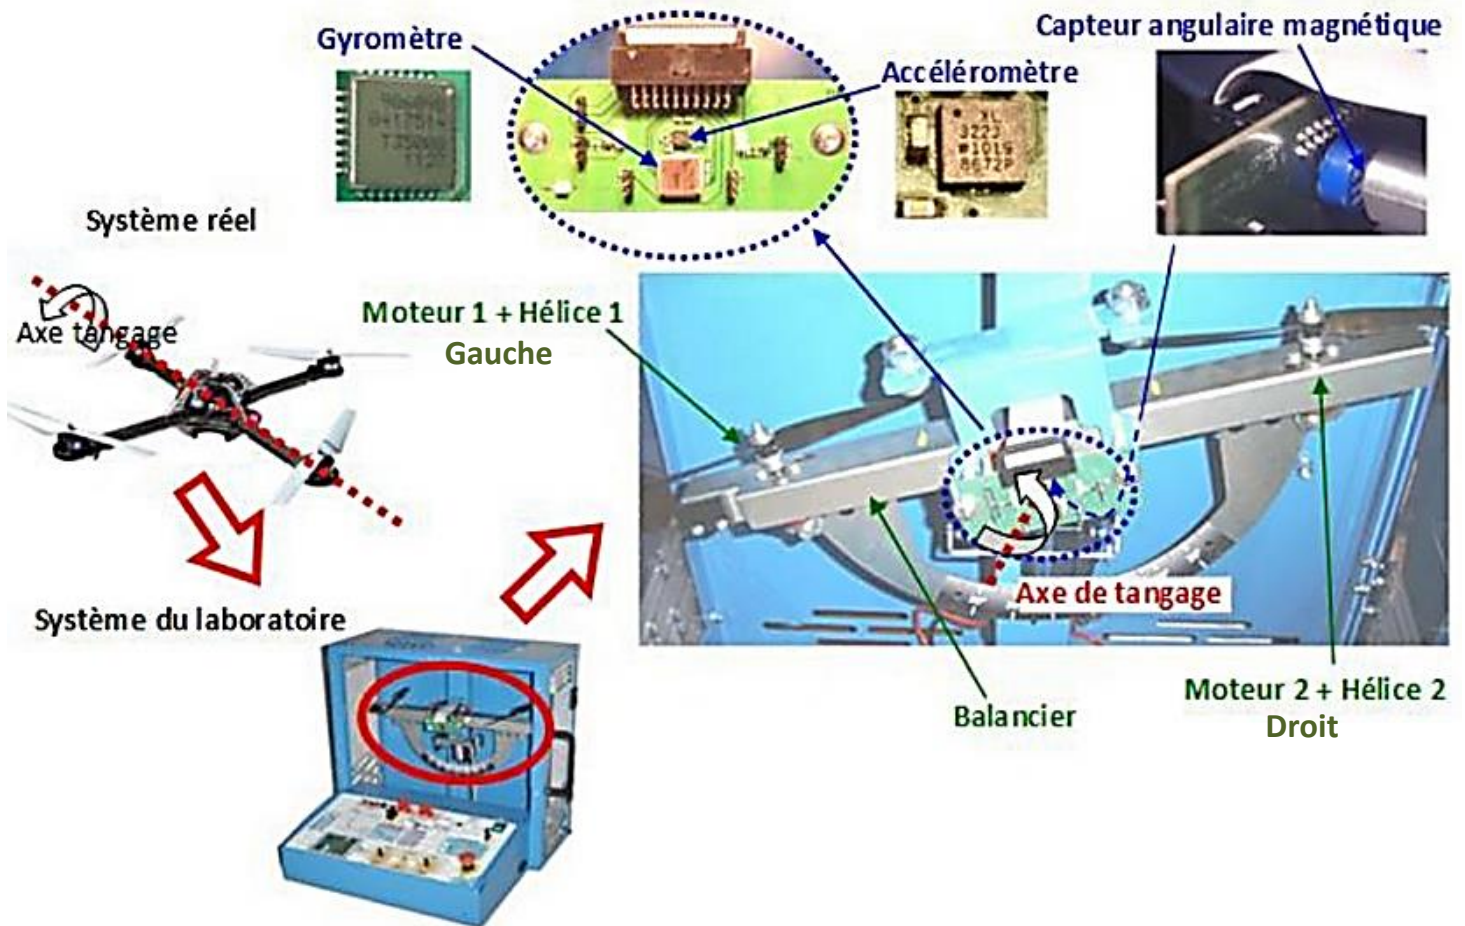 Gyromètre
Accéléromètre
Capteur angulaire magnétique
XL
3223
#1019
8672P
Système réel
Axe tangage
Moteur 1 + Hélice 1
Gauche
Système du laboratoire
Axe de tangage
Balancier
Moteur 2 + Hélice 2
Droit